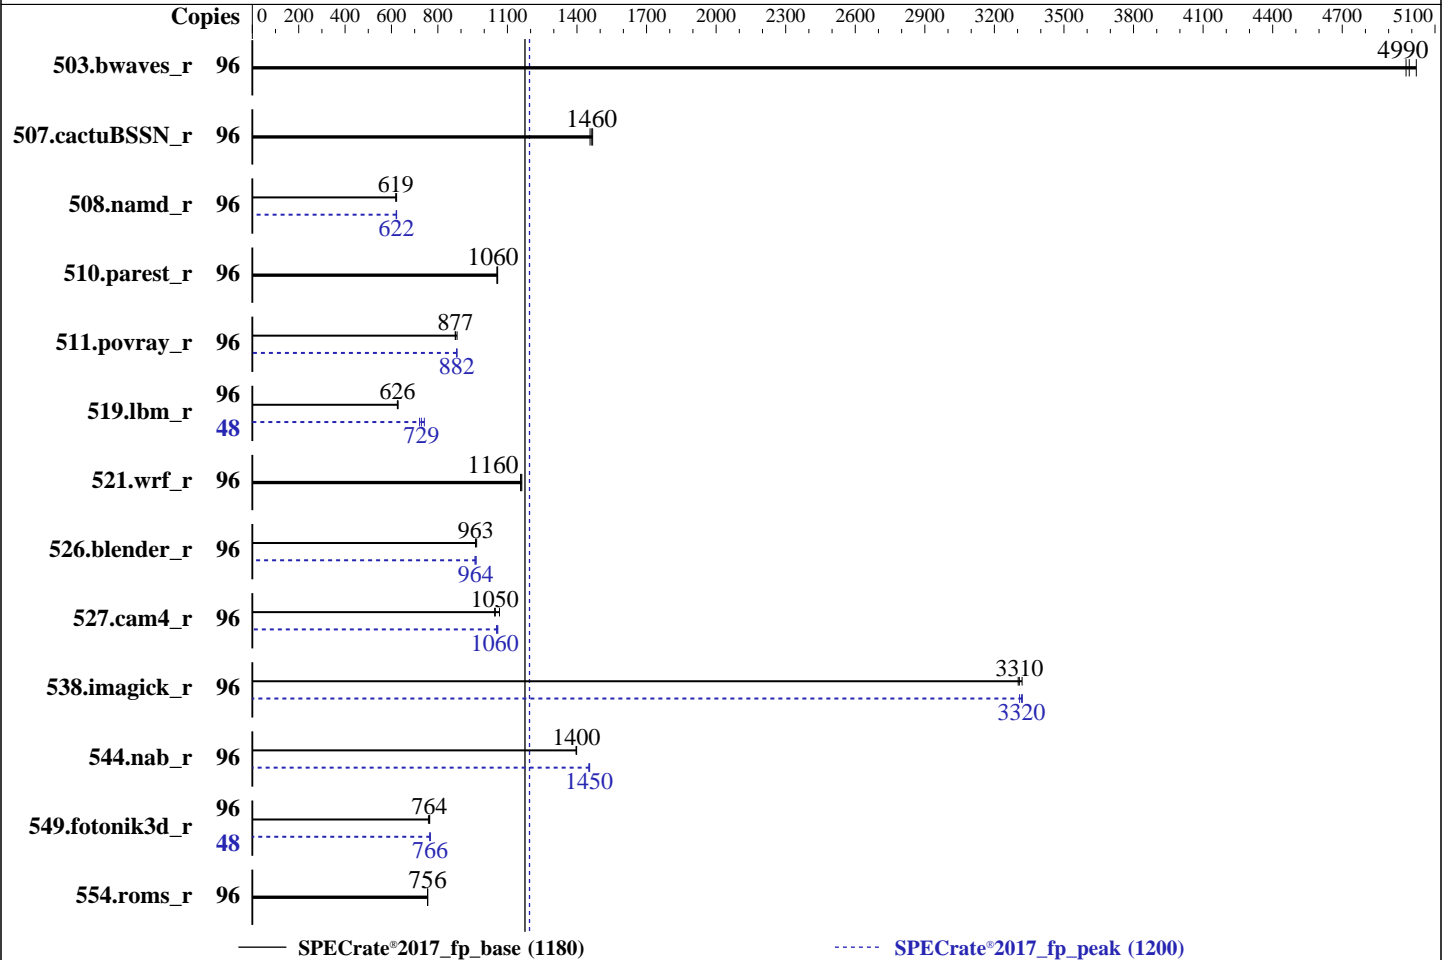 Copies 0 200 400 600 800 1100 1400 1700 2000 2300 2600 2900 3200 3500 3800 4100 4400 4700 5100
503.bwaves_r 96 4990
507.cactuBSSN_r 96 1460
508.namd_r 96 619
622
510.parest_r 96 1060
511.povray_r 96 877
882
519.lbm_r 96 626
48 729
521.wrf_r 96 1160
526.blender_r 96 963
964
527.cam4_r 96 1050
1060
538.imagick_r 96 3310
3320
544.nab_r 96 1400
1450
549.fotonik3d_r 96 764
48 766
554.roms_r 96 756
SPECrate®2017_fp_base (1180) SPECrate®2017_fp_peak (1200)